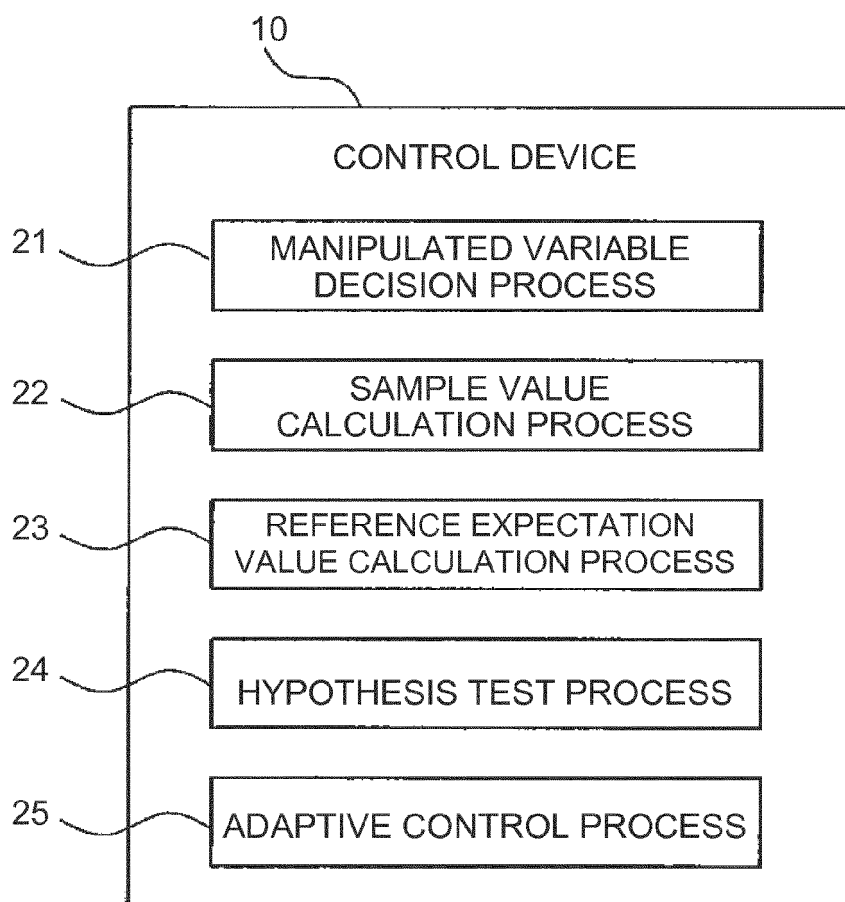 10
CONTROL DEVICE
21
MANIPULATED VARIABLE
DECISION PROCESS
22
SAMPLE VALUE
CALCULATION PROCESS
23
REFERENCE EXPECTATION
VALUE CALCULATION PROCESS
24
HYPOTHESIS TEST PROCESS
25
ADAPTIVE CONTROL PROCESS